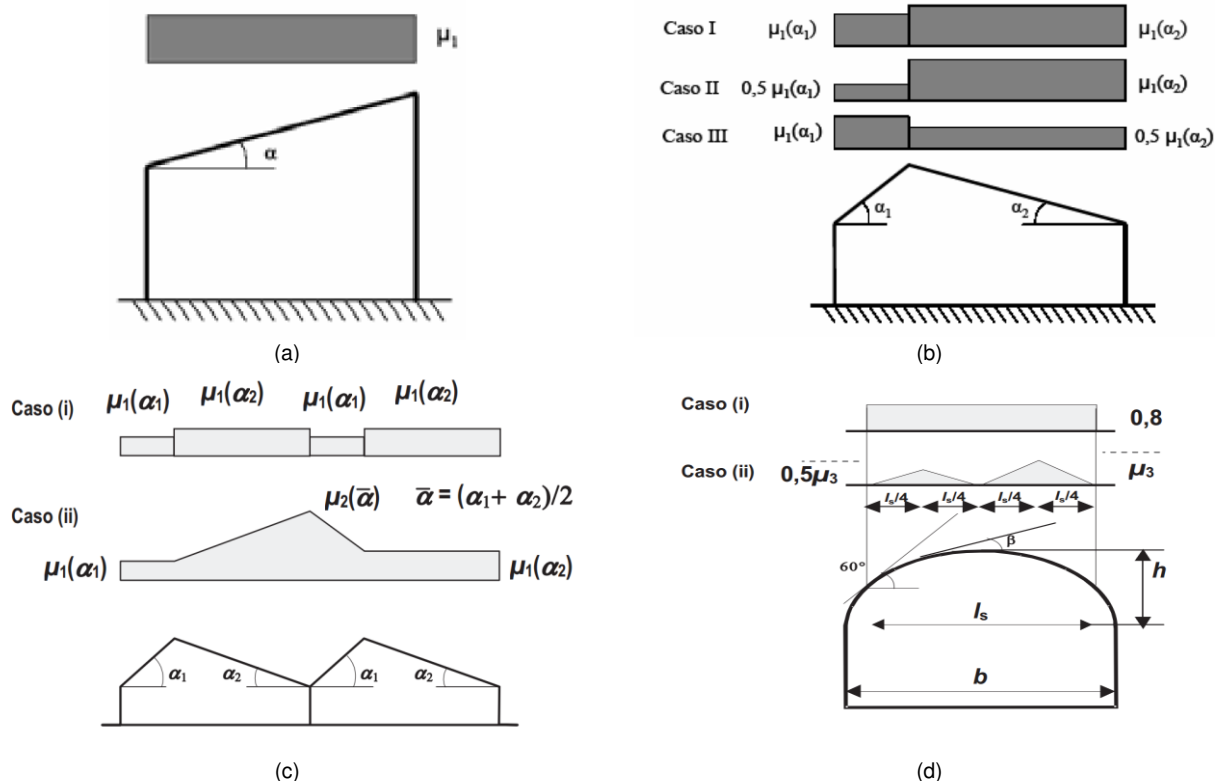 μ₁
α
(a)
Caso I μ₁(α₁) μ₁(α₂)
Caso II 0,5 μ₁(α₁) μ₁(α₂)
Caso III μ₁(α₁) 0,5 μ₁(α₂)
α₁ α₂
(b)
Caso (i) μ₁(α₁) μ₁(α₂) μ₁(α₁) μ₁(α₂)
Caso (ii) μ₂(ᾱ) ᾱ = (α₁+ α₂)/2
μ₁(α₁) μ₁(α₂)
α₁ α₂ α₁ α₂
(c)
Caso (i) 0,8
Caso (ii) 0,5μ₃ μ₃
lₛ/4 lₛ/4 lₛ/4 lₛ/4
β
60°
h
lₛ
b
(d)